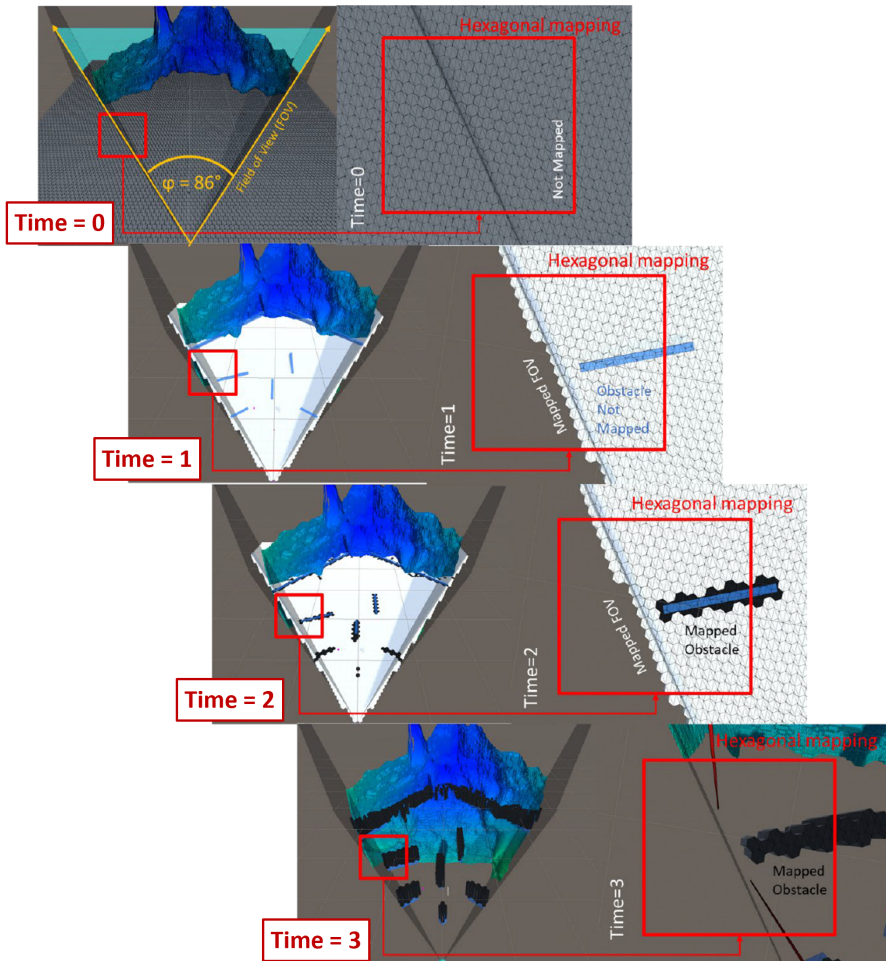 Hexagonal mapping
Field of View (FOV)
φ = 86°
Time=0
Not Mapped
Time = 0
Hexagonal mapping
Mapped FOV
Obstacle
Not
Mapped
Time=1
Time = 1
Hexagonal mapping
Mapped FOV
Mapped
Obstacle
Time=2
Time = 2
Hexagonal mapping
Mapped
Obstacle
Time=3
Time = 3